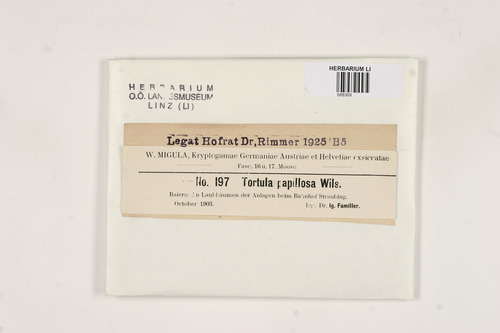 HERBARIUM LI
HERBARIUM
O.Ö. LANDESMUSEUM
LINZ (LI)
Legat Hofrat Dr, Rimmer 1925 B5
W. MIGULA, Kryptogamae Germaniae Austriae et Helvetiae exsiccatae
Fasc. 16 u. 17. Moose
No. 197 Tortula papillosa Wils.
Baiern: An Laubbäumen der Anlagen beim Bahnhof Straubing.
October 1903. leg. Dr. Ig. Familler.